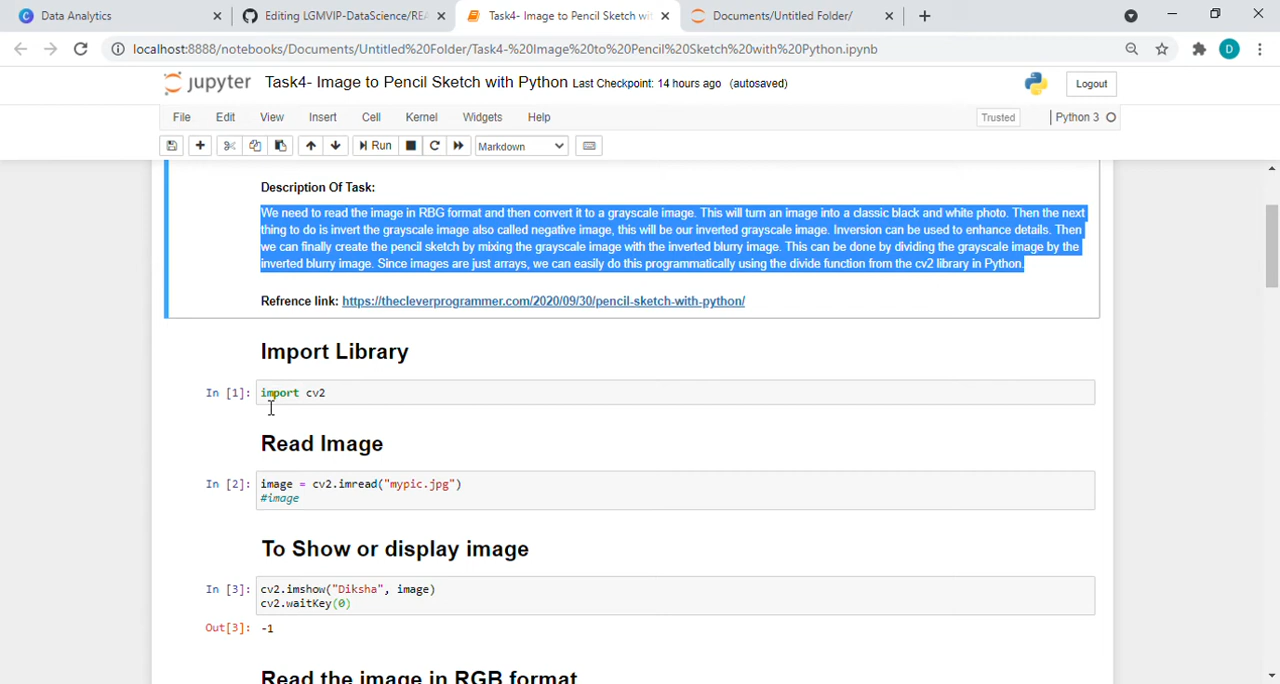 Data Analytics
Editing LGMVIP-DataScience/REA
Task4- Image to Pencil Sketch wit
Documents/Untitled Folder/
localhost:8888/notebooks/Documents/Untitled%20Folder/Task4-%20Image%20to%20Pencil%20Sketch%20with%20Python.ipynb
D
jupyter Task4- Image to Pencil Sketch with Python Last Checkpoint: 14 hours ago (autosaved)
Logout
File Edit View Insert Cell Kernel Widgets Help
Trusted
Python 3
Run
Markdown
Description Of Task:
We need to read the image in RBG format and then convert it to a grayscale image. This will turn an image into a classic black and white photo. Then the next
thing to do is invert the grayscale image also called negative image, this will be our inverted grayscale image. Inversion can be used to enhance details. Then
we can finally create the pencil sketch by mixing the grayscale image with the inverted blurry image. This can be done by dividing the grayscale image by the
inverted blurry image. Since images are just arrays, we can easily do this programmatically using the divide function from the cv2 library in Python.
Refrence link: https://thecleverprogrammer.com/2020/09/30/pencil-sketch-with-python/
Import Library
In [1]: import cv2
Read Image
In [2]: image = cv2.imread("mypic.jpg")
#image
To Show or display image
In [3]: cv2.imshow("Diksha", image)
cv2.waitKey(0)
Out[3]: -1
Read the image in RGB format